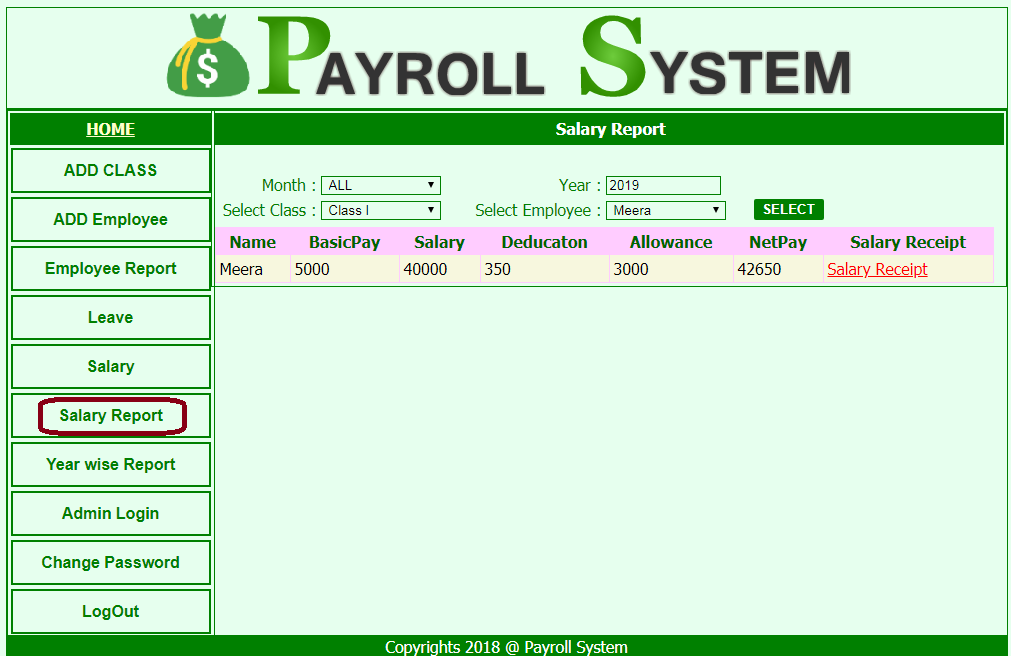 $ PAYROLL SYSTEM
HOME
Salary Report
ADD CLASS
ADD Employee
Employee Report
Leave
Salary
Salary Report
Year wise Report
Admin Login
Change Password
LogOut
Month : ALL Year : 2019
Select Class : Class I Select Employee : Meera SELECT
Name BasicPay Salary Deducaton Allowance NetPay Salary Receipt
Meera 5000 40000 350 3000 42650 Salary Receipt
Copyrights 2018 @ Payroll System